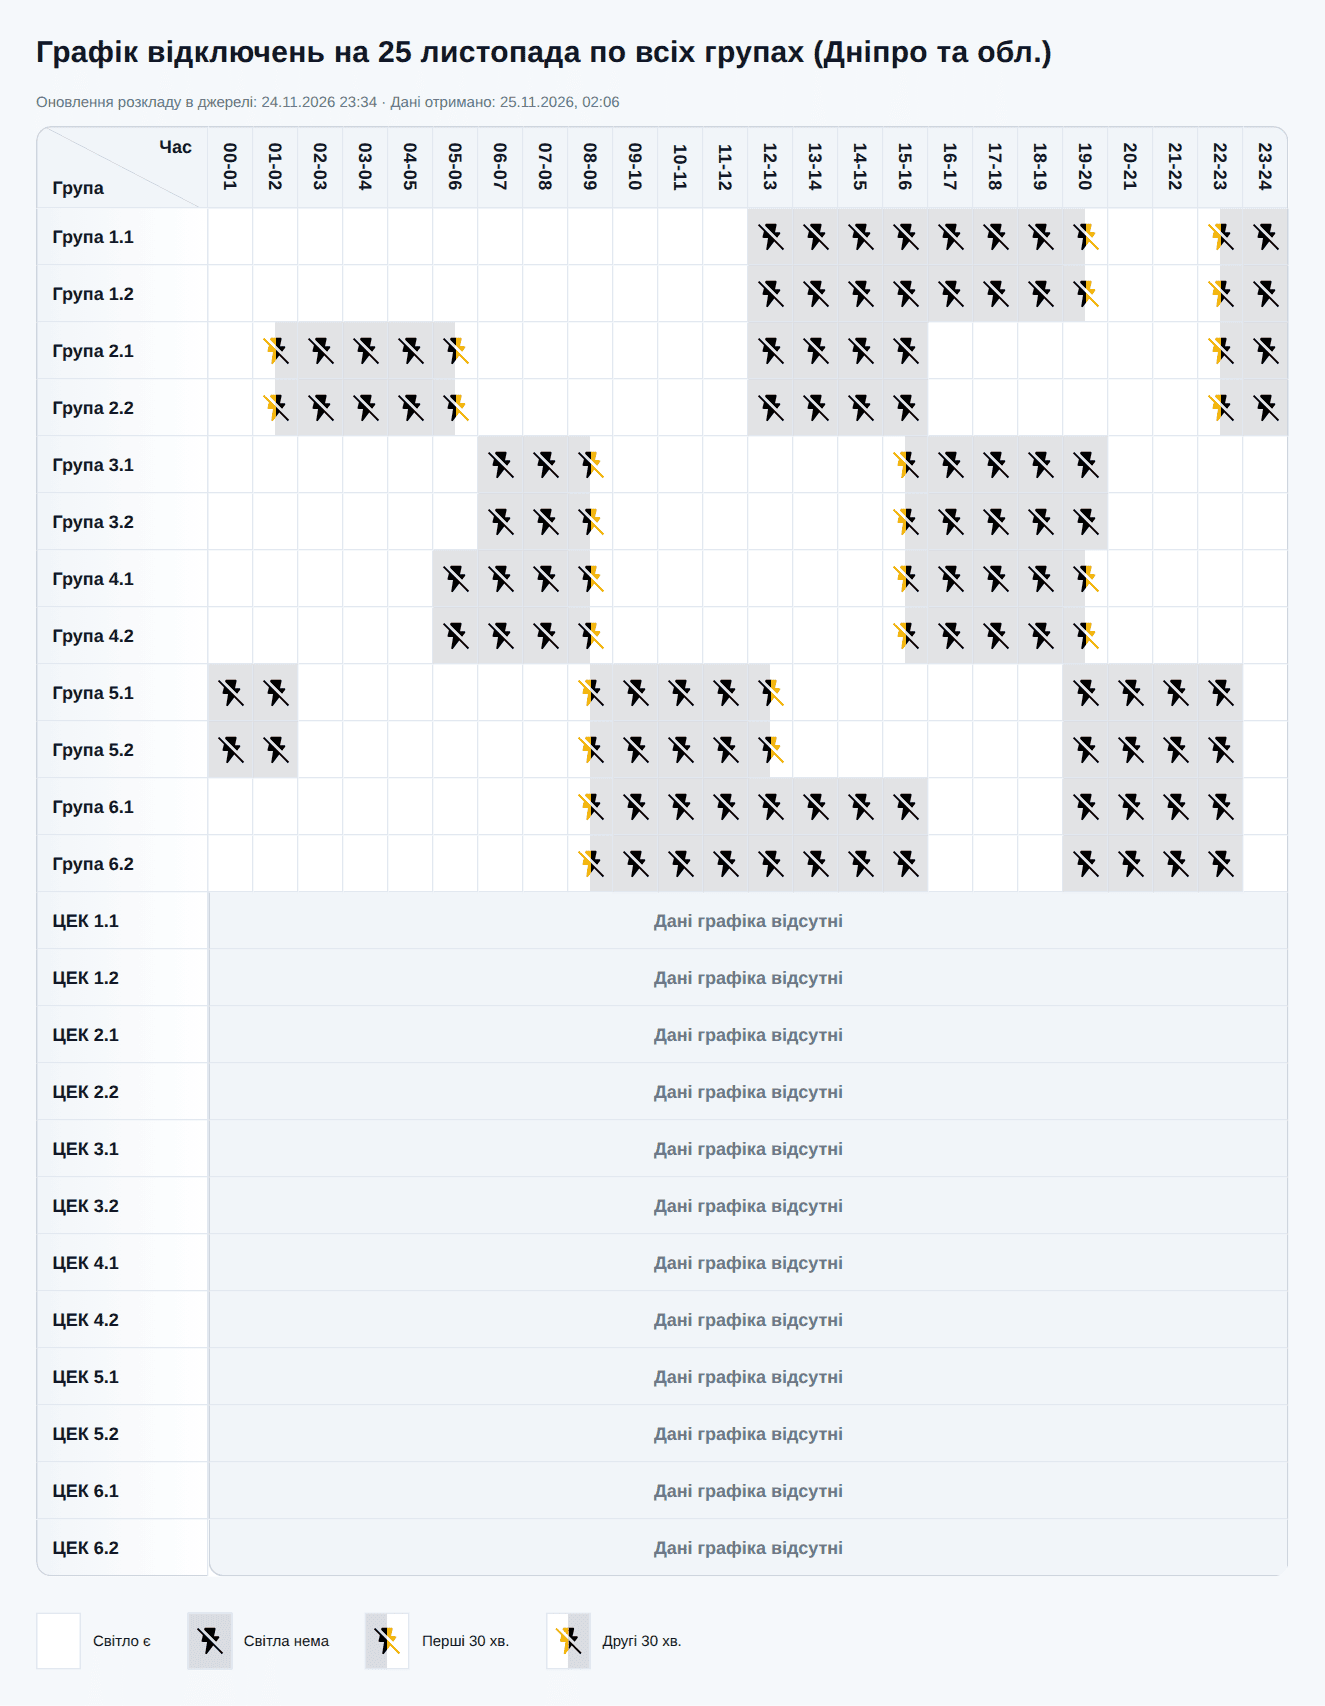 Графік відключень на 25 листопада по всіх групах (Дніпро та обл.)
Оновлення розкладу в джерелі: 24.11.2026 23:34 · Дані отримано: 25.11.2026, 02:06
Час
Група
00-01 01-02 02-03 03-04 04-05 05-06 06-07 07-08 08-09 09-10 10-11 11-12 12-13 13-14 14-15 15-16 16-17 17-18 18-19 19-20 20-21 21-22 22-23 23-24
Група 1.1
Група 1.2
Група 2.1
Група 2.2
Група 3.1
Група 3.2
Група 4.1
Група 4.2
Група 5.1
Група 5.2
Група 6.1
Група 6.2
ЦЕК 1.1 Дані графіка відсутні
ЦЕК 1.2 Дані графіка відсутні
ЦЕК 2.1 Дані графіка відсутні
ЦЕК 2.2 Дані графіка відсутні
ЦЕК 3.1 Дані графіка відсутні
ЦЕК 3.2 Дані графіка відсутні
ЦЕК 4.1 Дані графіка відсутні
ЦЕК 4.2 Дані графіка відсутні
ЦЕК 5.1 Дані графіка відсутні
ЦЕК 5.2 Дані графіка відсутні
ЦЕК 6.1 Дані графіка відсутні
ЦЕК 6.2 Дані графіка відсутні
Світло є Світла нема Перші 30 хв. Другі 30 хв.